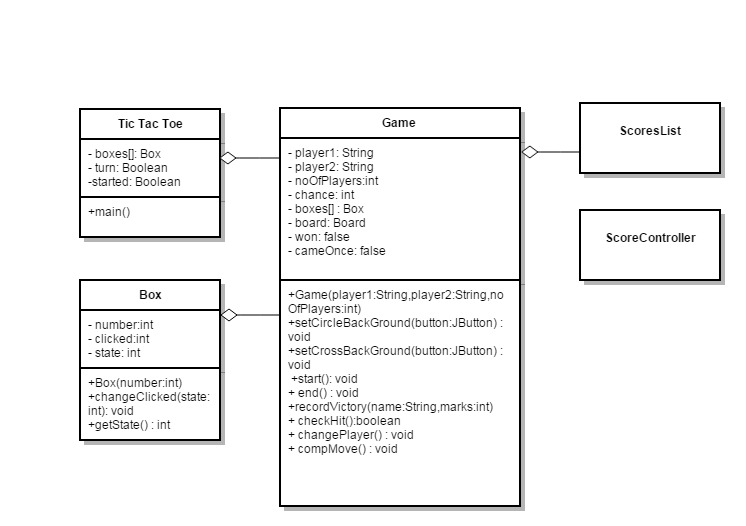 Tic Tac Toe
- boxes[]: Box
- turn: Boolean
-started: Boolean
+main()
Box
- number:int
- clicked:int
- state: int
+Box(number:int)
+changeClicked(state:
int): void
+getState() : int
Game
- player1: String
- player2: String
- noOfPlayers:int
- chance: int
- boxes[] : Box
- board: Board
- won: false
- cameOnce: false
+Game(player1:String,player2:String,no
OfPlayers:int)
+setCircleBackGround(button:JButton) :
void
+setCrossBackGround(button:JButton) :
void
+start(): void
+ end() : void
+recordVictory(name:String,marks:int)
+ checkHit():boolean
+ changePlayer() : void
+ compMove() : void
ScoresList
ScoreController